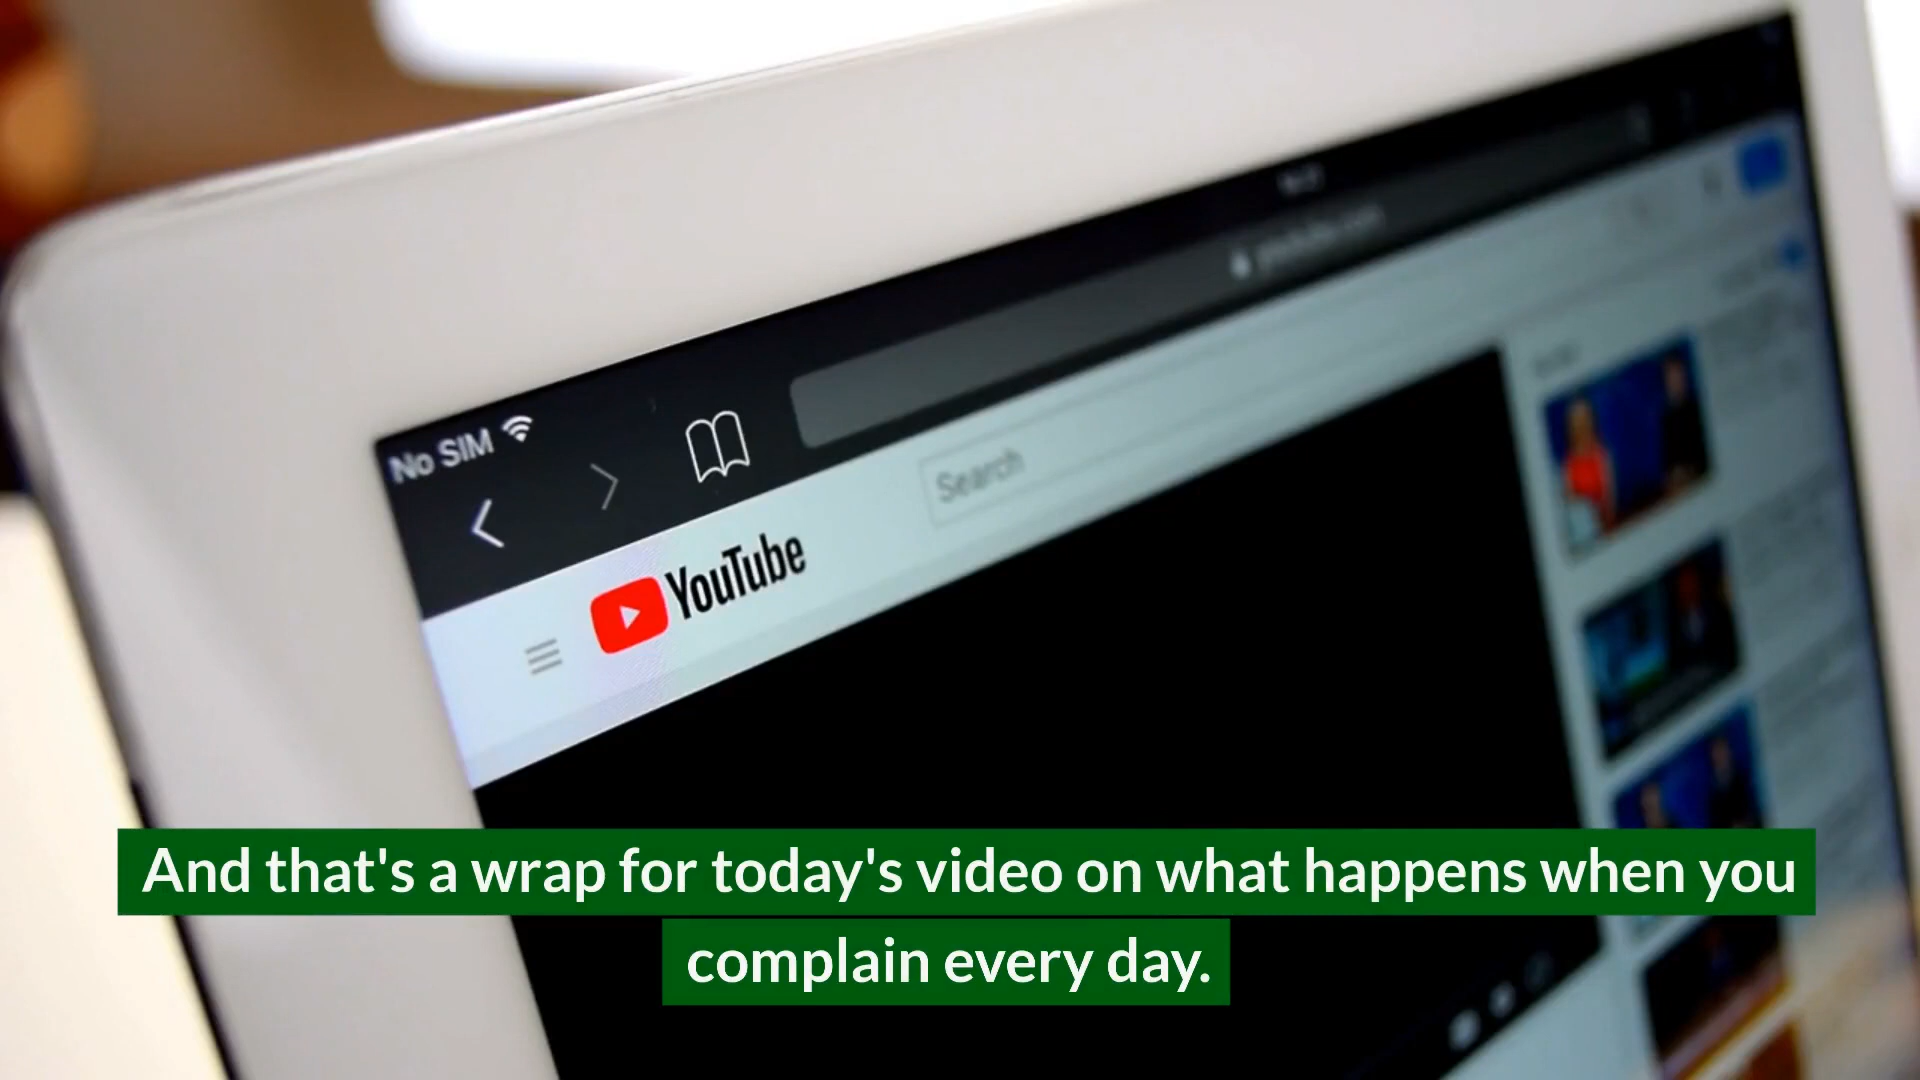 No SIM
Search
YouTube
And that's a wrap for today's video on what happens when you
complain every day.